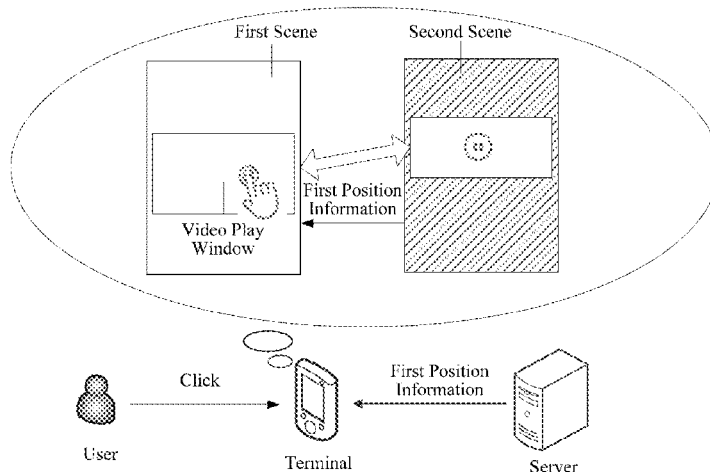 First Scene
Second Scene
First Position
Information
Video Play
Window
Click
First Position
Information
User
Terminal
Server